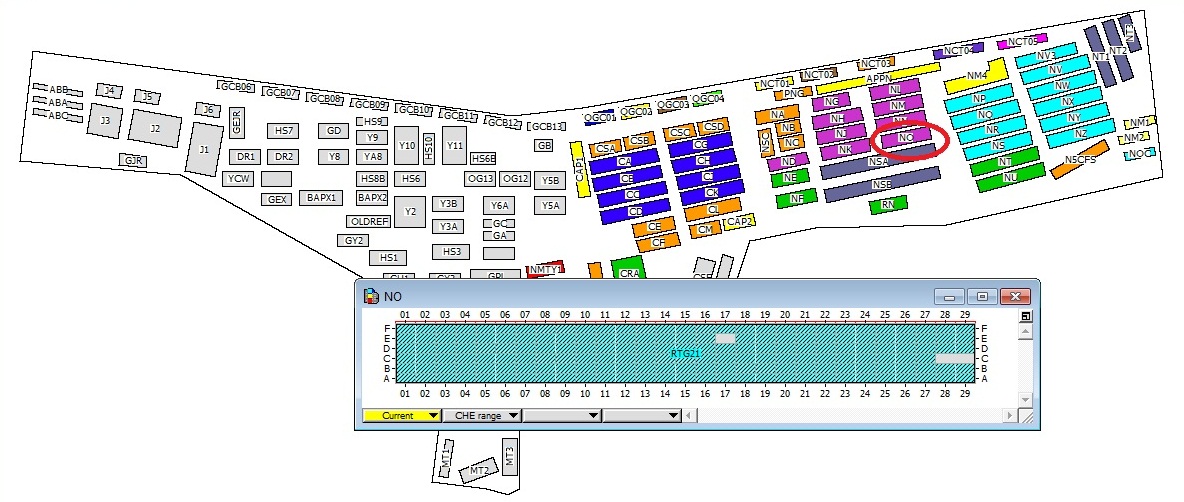 ABB
ABA
ABC
J4
J5
J3
J2
J6
J1
GJR
GCB06
GCB07
GCB08
GCB09
GCB10
GCB11
GCB12
GCB13
GEJR
HS7
GD
HS9
Y9
Y10
HS10
Y11
HS6B
GB
DR1
DR2
Y8
YA8
YCW
HS8B
HS6
OG13
OG12
Y5B
GEX
BAPX1
BAPX2
Y2
Y3B
Y6A
Y5A
OLDREF
Y3A
GC
GA
GY2
HS1
HS3
GPL
NMTY1
CRA
CAP1
OGC01
OGC02
OGC03
OGC04
CSA
CSB
CSC
CSD
CA
CB
CC
CD
CE
CF
CG
CH
CJ
CK
CL
CM
CAP2
NCT01
NCT02
NCT03
NCT04
NCT05
PNG
APPN
NA
NB
NC
NSC
ND
NE
NF
NG
NH
NJ
NK
NL
NM
NO
NSA
NSB
RN
NM4
NP
NQ
NR
NS
NT
NU
NV3
NV
NW
NX
NY
NZ
N5CFS
NT1
NT2
NT3
NM1
NM2
NOC
NO
01 02 03 04 05 06 07 08 09 10 11 12 13 14 15 16 17 18 19 20 21 22 23 24 25 26 27 28 29
F F
E E
D D
RTG21
C C
B B
A A
01 02 03 04 05 06 07 08 09 10 11 12 13 14 15 16 17 18 19 20 21 22 23 24 25 26 27 28 29
Current CHE range
MT1
MT2
MT3